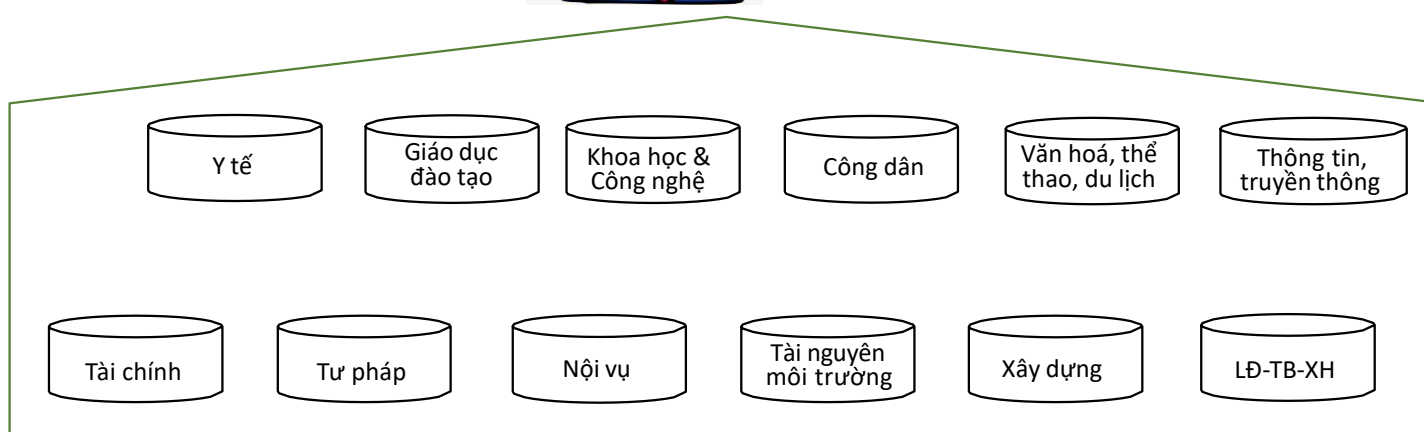 Y tế
Giáo dục
đào tạo
Khoa học &
Công nghệ
Công dân
Văn hoá, thể
thao, du lịch
Thông tin,
truyền thông
Tài chính
Tư pháp
Nội vụ
Tài nguyên
môi trường
Xây dựng
LĐ-TB-XH